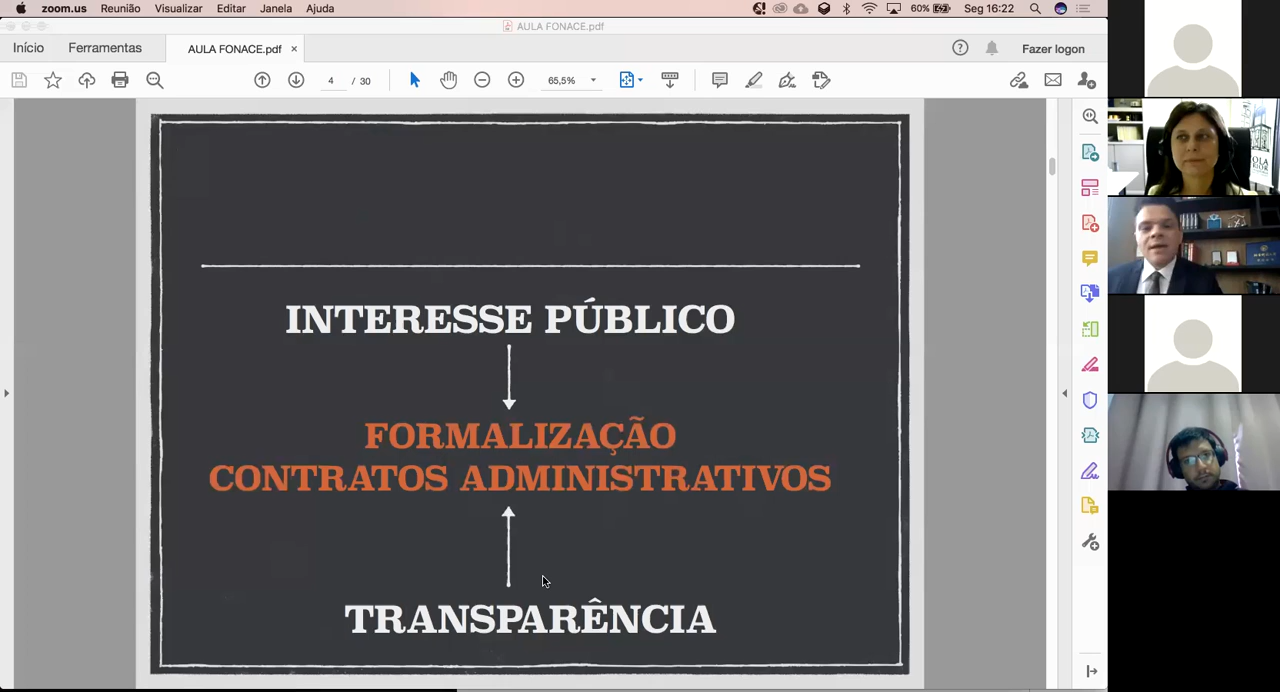 zoom.us Reunião Visualizar Editar Janela Ajuda 60% Seg 16:22
AULA FONACE.pdf
Início Ferramentas AULA FONACE.pdf × Fazer logon
4 / 30 65,5%
INTERESSE PÚBLICO
FORMALIZAÇÃO
CONTRATOS ADMINISTRATIVOS
TRANSPARÊNCIA
OLA